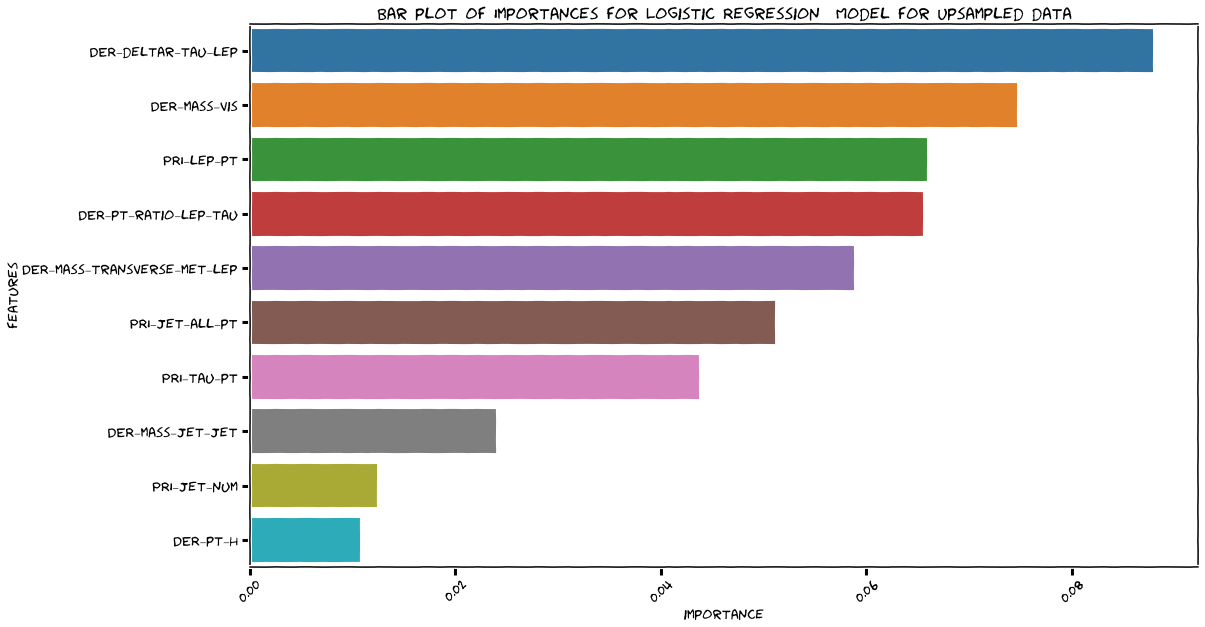 BAR PLOT OF IMPORTANCES FOR LOGISTIC REGRESSION  MODEL FOR UPSAMPLED DATA
DER-DELTAR-TAU-LEP
DER-MASS-VIS
PRI-LEP-PT
DER-PT-RATIO-LEP-TAU
DER-MASS-TRANSVERSE-MET-LEP
PRI-JET-ALL-PT
PRI-TAU-PT
DER-MASS-JET-JET
PRI-JET-NUM
DER-PT-H
FEATURES
0.00
0.02
0.04
0.06
0.08
IMPORTANCE